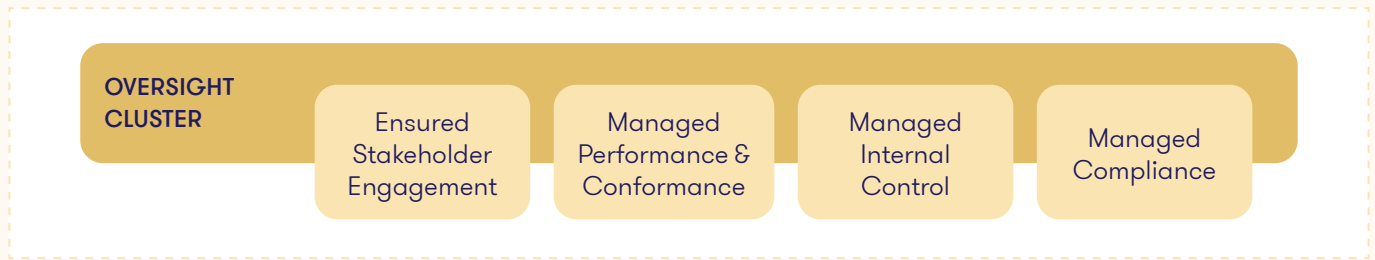 OVERSIGHT
CLUSTER
Ensured
Stakeholder
Engagement
Managed
Performance &
Conformance
Managed
Internal
Control
Managed
Compliance